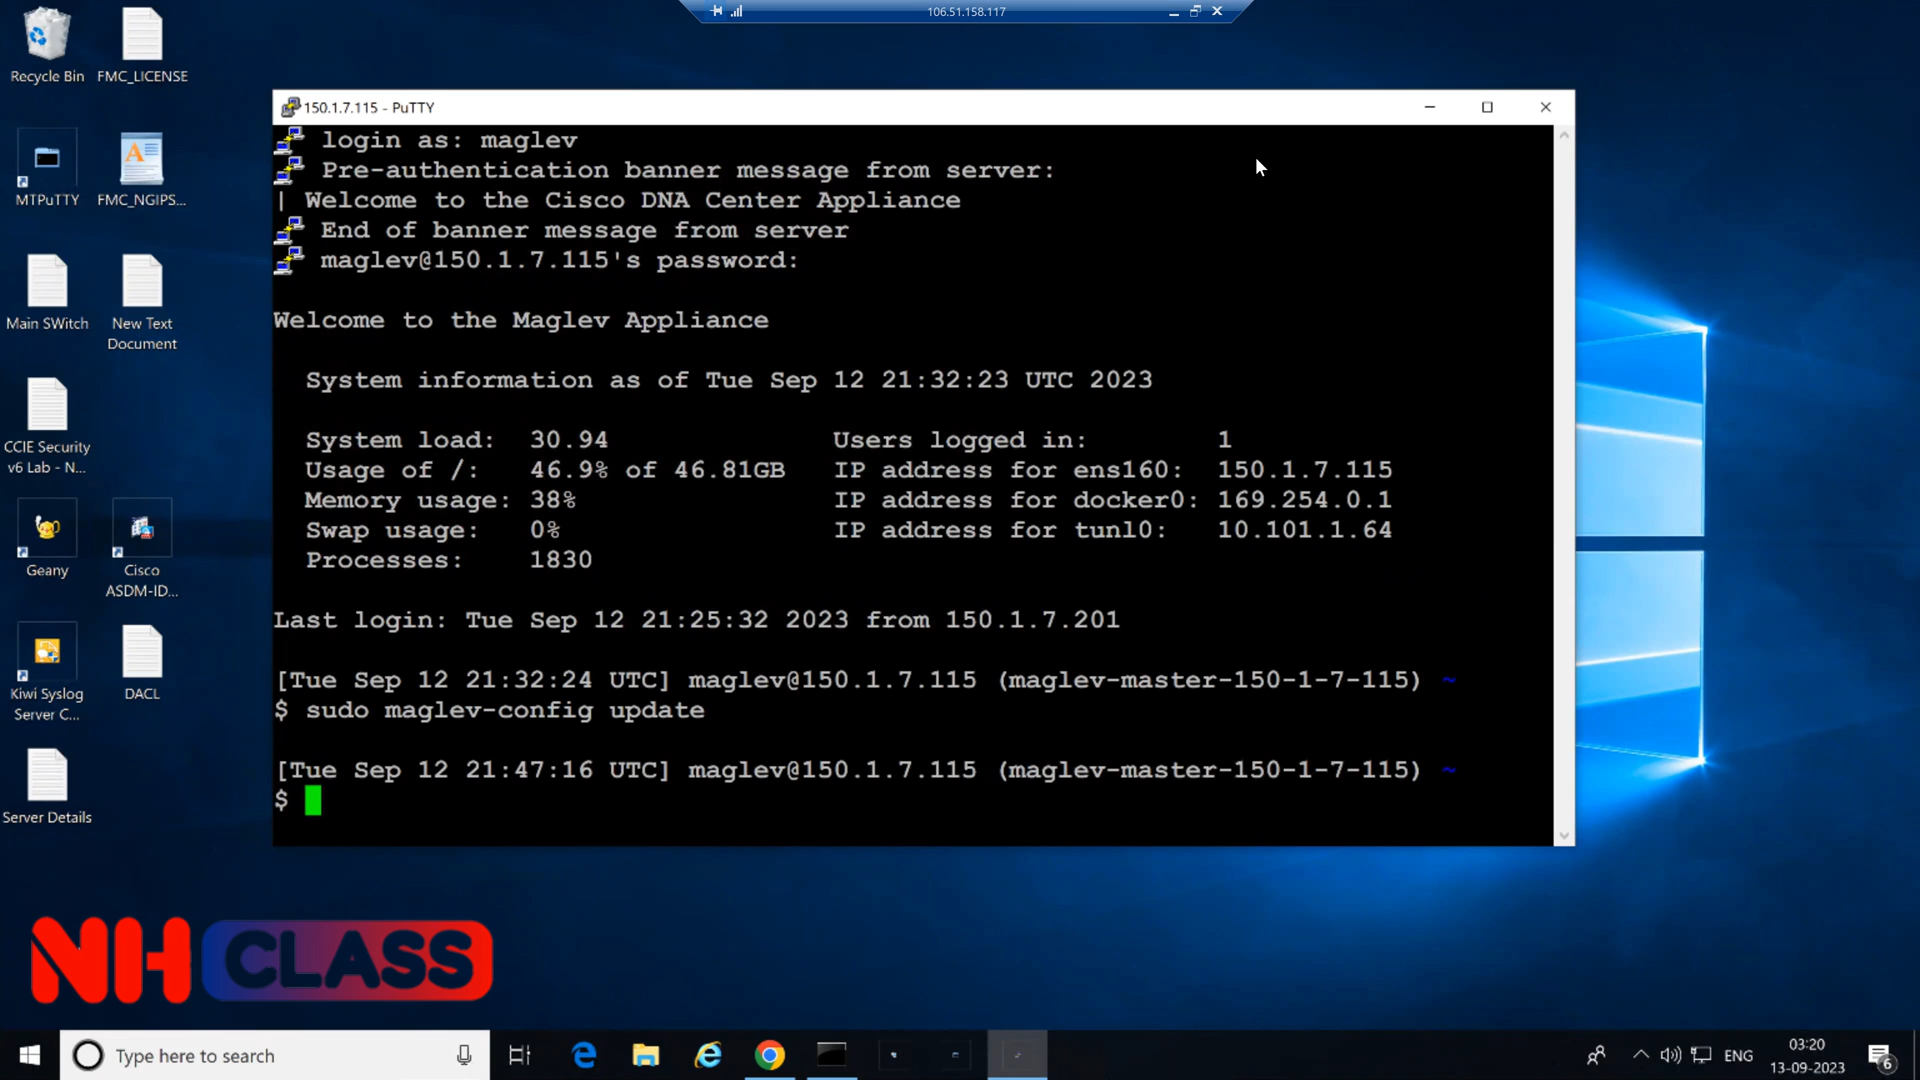 106.51.158.117
Recycle Bin
FMC_LICENSE
MTPuTTY
FMC_NGIPS...
Main SWitch
New Text
Document
CCIE Security
v6 Lab - N...
Geany
Cisco
ASDM-ID...
Kiwi Syslog
Server C...
DACL
Server Details
150.1.7.115 - PuTTY
login as: maglev
Pre-authentication banner message from server:
| Welcome to the Cisco DNA Center Appliance
End of banner message from server
maglev@150.1.7.115's password:
Welcome to the Maglev Appliance
System information as of Tue Sep 12 21:32:23 UTC 2023
System load: 30.94 Users logged in: 1
Usage of /: 46.9% of 46.81GB IP address for ens160: 150.1.7.115
Memory usage: 38% IP address for docker0: 169.254.0.1
Swap usage: 0% IP address for tunl0: 10.101.1.64
Processes: 1830
Last login: Tue Sep 12 21:25:32 2023 from 150.1.7.201
[Tue Sep 12 21:32:24 UTC] maglev@150.1.7.115 (maglev-master-150-1-7-115) ~
$ sudo maglev-config update
[Tue Sep 12 21:47:16 UTC] maglev@150.1.7.115 (maglev-master-150-1-7-115) ~
$
NH CLASS
Type here to search
ENG
03:20
13-09-2023
6